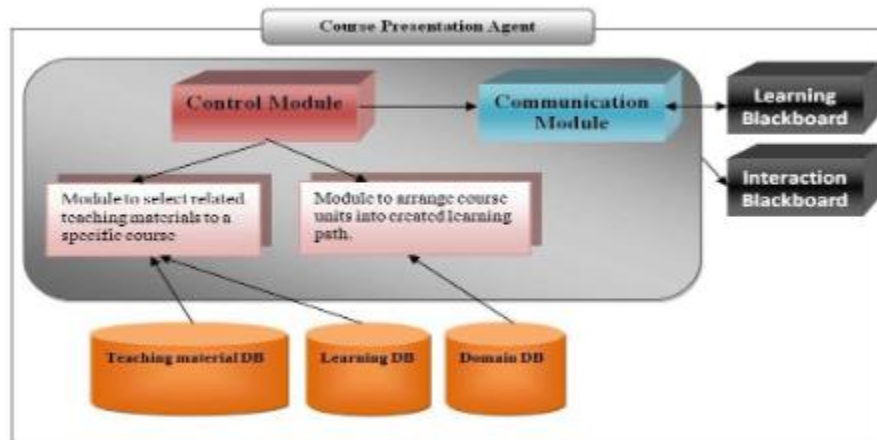 Course Presentation Agent
Control Module
Communication
Module
Learning
Blackboard
Interaction
Blackboard
Module to select related
teaching materials to a
specific course
Module to arrange course
units into created learning
path.
Teaching material DB
Learning DB
Domain DB